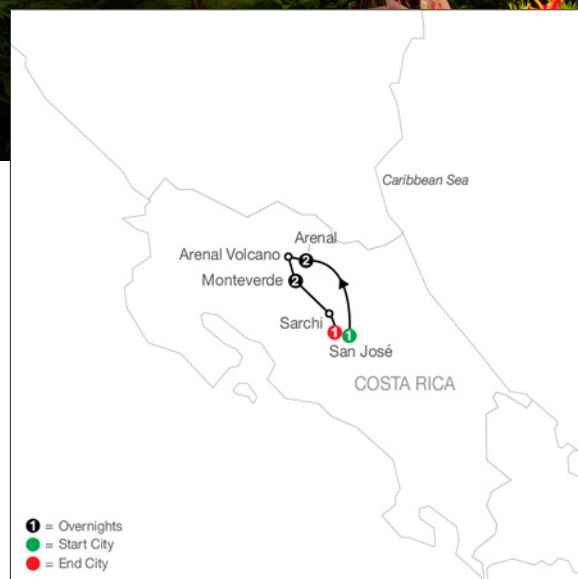 Caribbean Sea
Arenal
Arenal Volcano
2
Monteverde
2
Sarchi
1
1
San José
COSTA RICA
1 = Overnights
= Start City
= End City